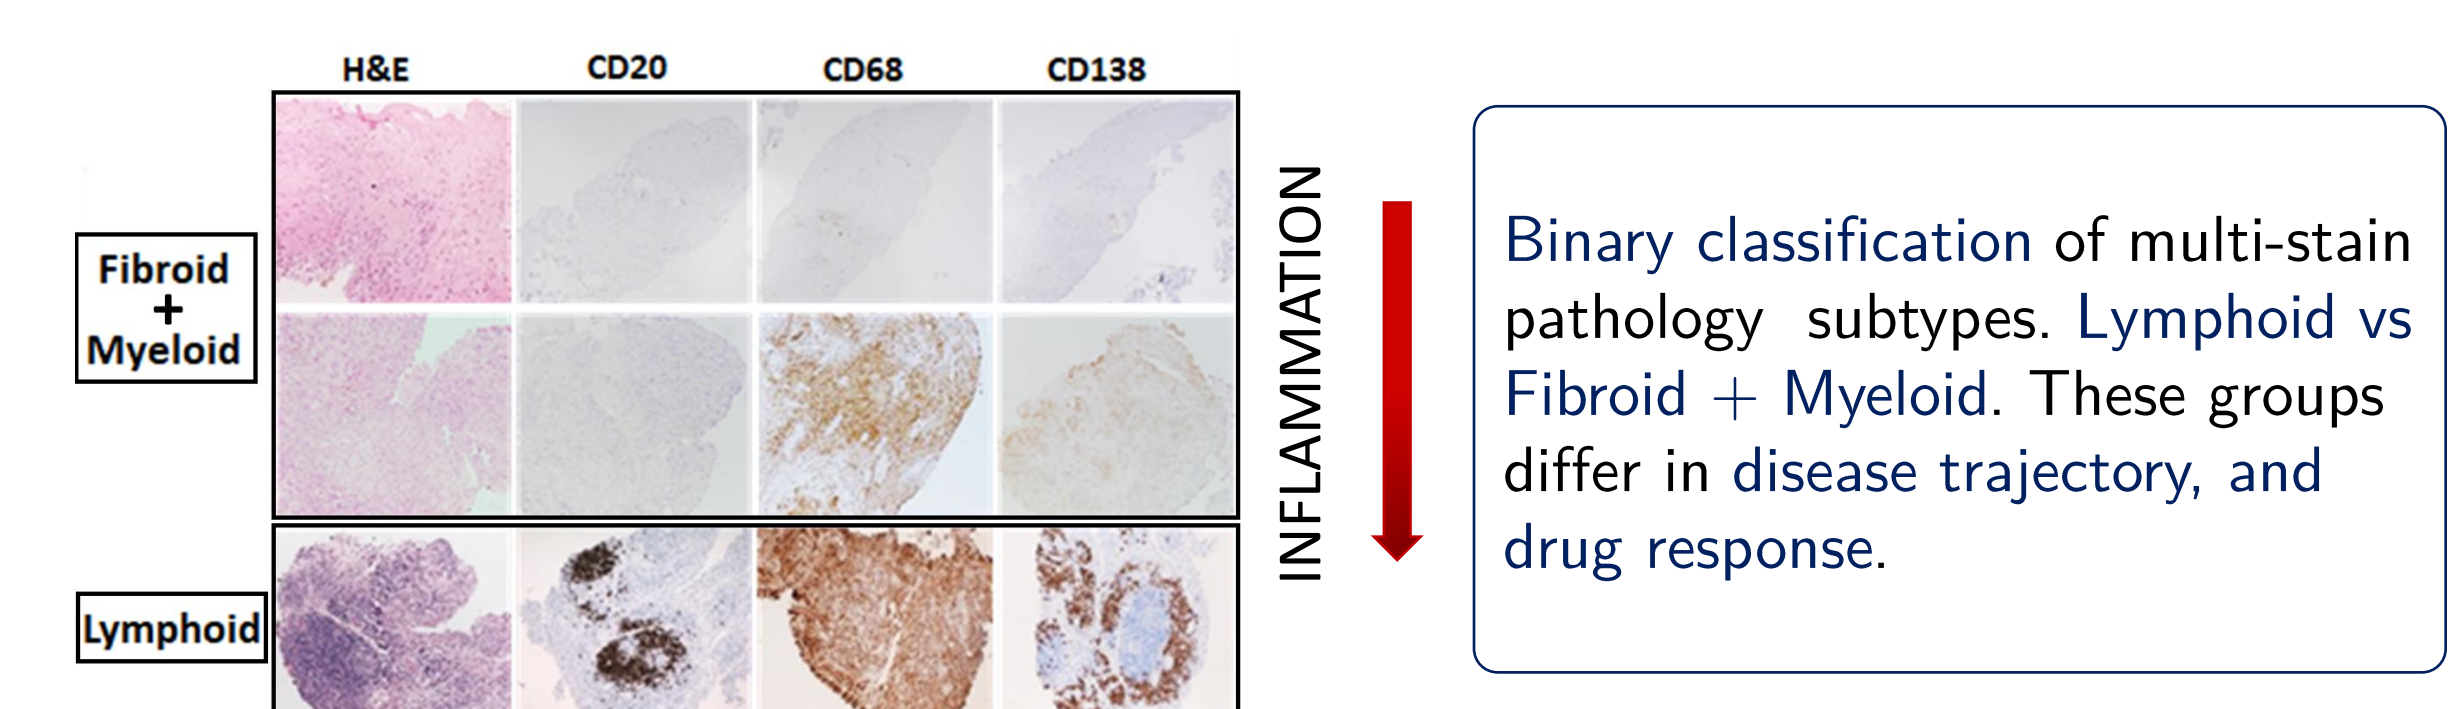 H&E CD20 CD68 CD138
Fibroid
+
Myeloid
Lymphoid
INFLAMMATION
Binary classification of multi-stain
pathology subtypes. Lymphoid vs
Fibroid + Myeloid. These groups
differ in disease trajectory, and
drug response.